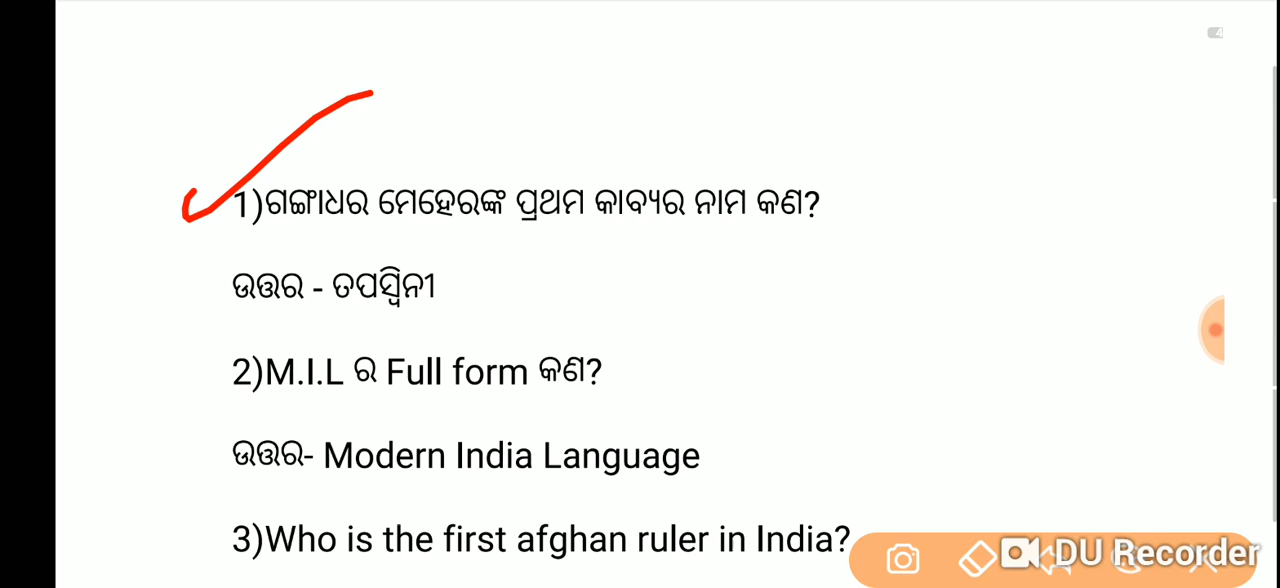 4
1)ଗଙ୍ଗାଧର ମେହେରଙ୍କ ପ୍ରଥମ କାବ୍ୟର ନାମ କଣ?
ଉତ୍ତର - ତପସ୍ୱିନୀ
2)M.I.L ର Full form କଣ?
ଉତ୍ତର- Modern India Language
3)Who is the first afghan ruler in India?
DU Recorder